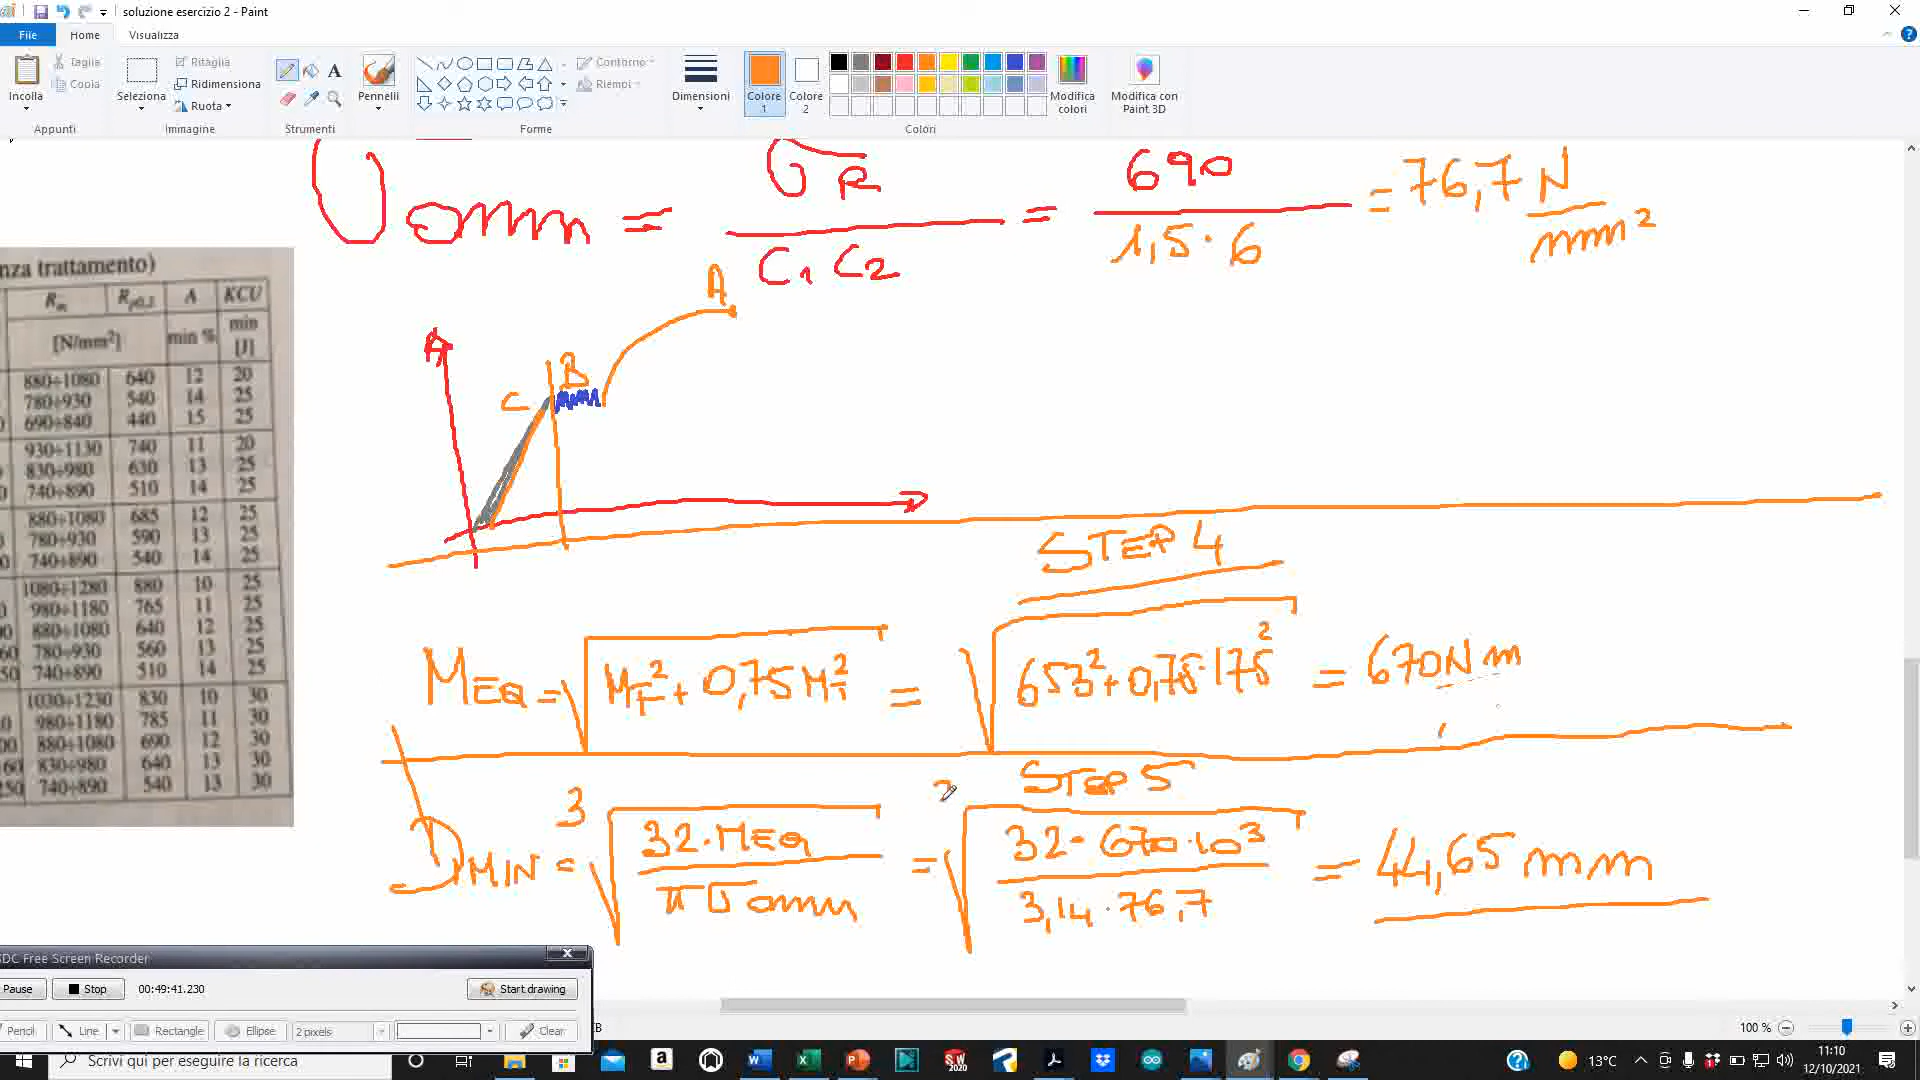 soluzione esercizio 2 - Paint
File Home Visualizza
Incolla
Taglia
Copia
Appunti
Seleziona
Ritaglia
Ridimensiona
Ruota
Immagine
Strumenti
Pennelli
Contorno
Riempi
Forme
Dimensioni
Colore 1
Colore 2
Modifica colori
Modifica con Paint 3D
Colori
σamm = σR / C1 C2 = 690 / 1,5 · 6 = 76,7 N / mm²
nza trattamento)
Rm Rp0,2 A KCU
[N/mm²] min % min [J]
880÷1080 640 12 20
780÷930 540 14 25
690÷840 440 15 25
930÷1130 740 11 20
830÷980 630 13 25
740÷890 510 14 25
880÷1080 685 12 25
780÷930 590 13 25
740÷890 540 14 25
1080÷1280 880 10 25
980÷1180 765 11 25
880÷1080 640 12 25
780÷930 560 13 25
740÷890 510 14 25
1030÷1230 830 10 30
980÷1180 785 11 30
880÷1080 690 12 30
830÷980 640 13 30
740÷890 540 13 30
A
B
C
STEP 4
MEQ = √MF² + 0,75 Mt² = √653² + 0,75 · 175² = 670 N m
STEP 5
DMIN = 3√32 · MEQ / π σamm = 3√32 · 670 · 10³ / 3,14 · 76,7 = 44,65 mm
DC Free Screen Recorder
Pause Stop 00:49:41.230 Start drawing
Pencil Line Rectangle Ellipse 2 pixels Clear
100 %
Scrivi qui per eseguire la ricerca
13°C
11:10
12/10/2021